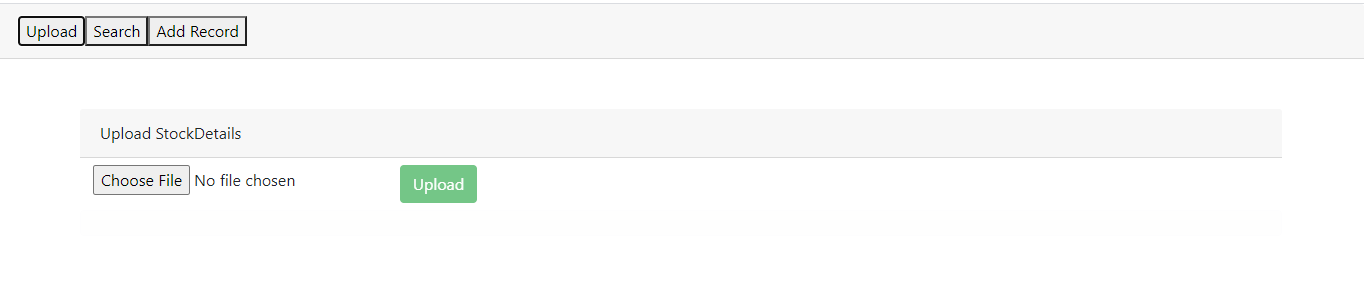 Upload Search Add Record
Upload StockDetails
Choose File No file chosen Upload